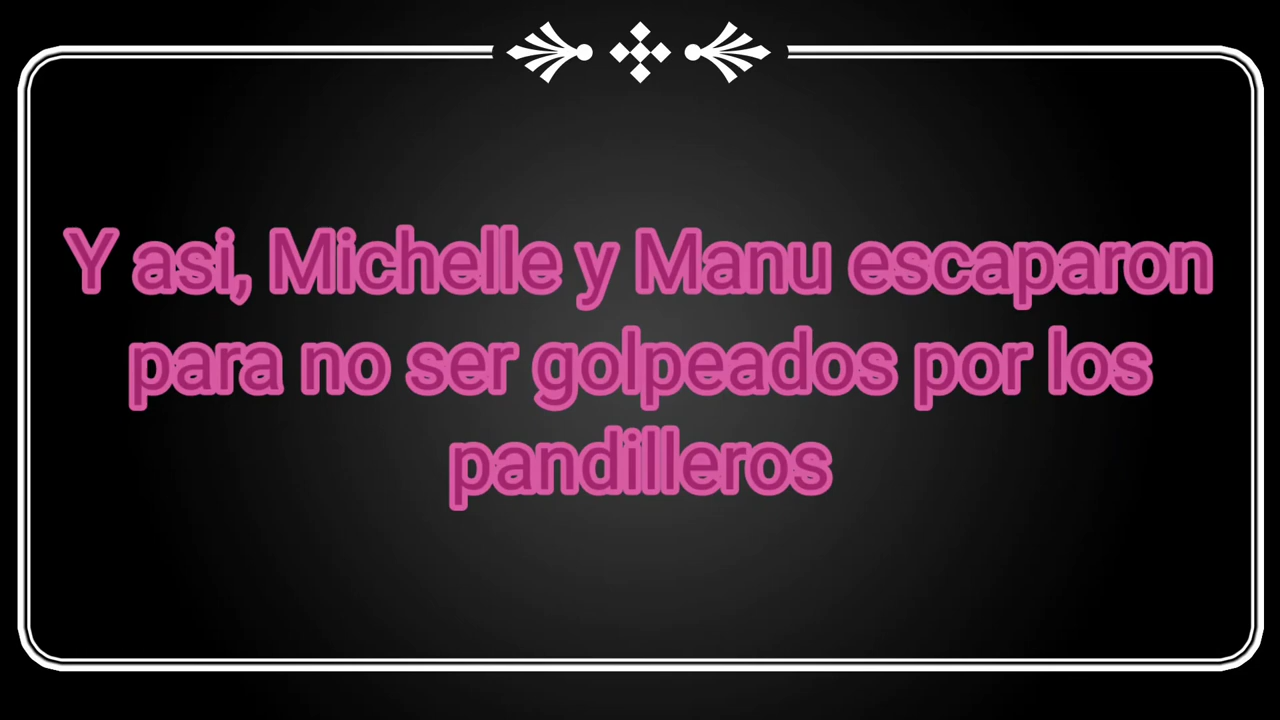 Y asi, Michelle y Manu escaparon
para no ser golpeados por los
pandilleros